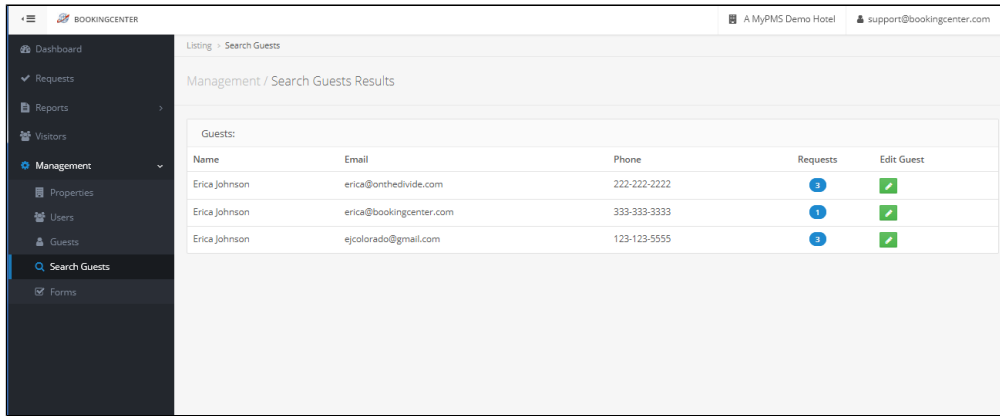 BOOKINGCENTER A MyPMS Demo Hotel support@bookingcenter.com
Dashboard
Requests
Reports
Visitors
Management
Properties
Users
Guests
Search Guests
Forms
Listing > Search Guests
Management / Search Guests Results
Guests:
Name Email Phone Requests Edit Guest
Erica Johnson erica@onthedivide.com 222-222-2222 3
Erica Johnson erica@bookingcenter.com 333-333-3333 1
Erica Johnson ejcolorado@gmail.com 123-123-5555 3